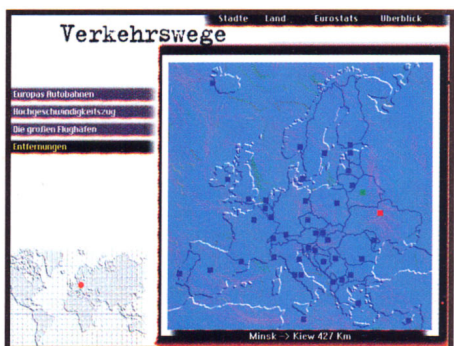 Städte Land Eurostats Überblick
Verkehrswege
Europas Autobahnen
Hochgeschwindigkeitszug
Die großen Flughäfen
Entfernungen
Minsk -> Kiew 427 Km